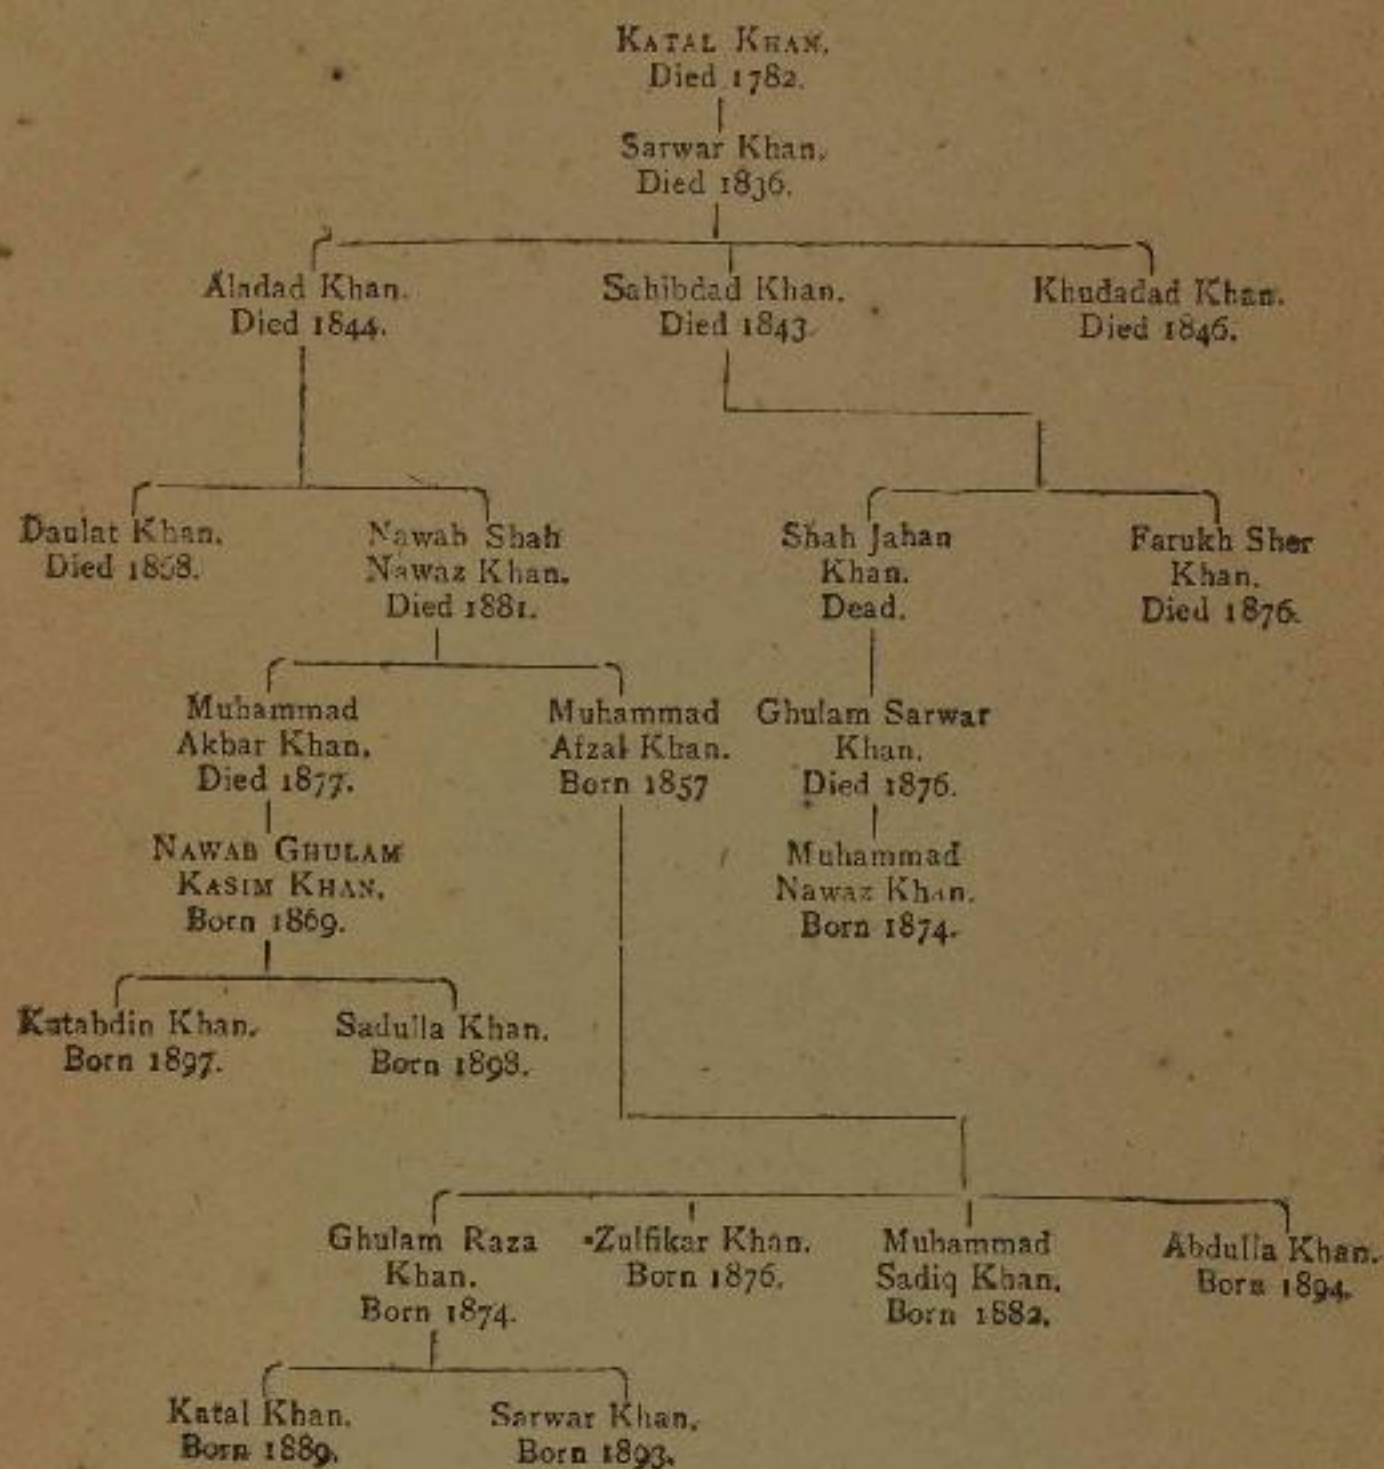 KATAL KHAN.
Died 1782.
Sarwar Khan.
Died 1836.
Aladad Khan.
Died 1844.
Sahibdad Khan.
Died 1843.
Khudadad Khan.
Died 1846.
Daulat Khan.
Died
Nawab Shah
Nawaz Khan.
Died 1881.
Shah Jahan
Khan.
Dead.
Farukh Sher
Khan.
Died 1876.
Muhammad
Akbar Khan.
Died 1877.
Muhammad
Afzal Khan.
Born 1857
Ghulam Sarwar
Khan.
Died 1876.
NAWAB GHULAM
KASIM KHAN.
Born 1869.
Muhammad
Nawaz Khan.
Born 1874.
Katabdin Khan.
Born 1897.
Sadulla Khan.
Born 1898.
Ghulam Raza
Khan.
Born 1874.
Zulfikar Khan.
Born 1876.
Muhammad
Sadiq Khan.
Born 1882.
Abdulla Khan.
Born 1894.
Katal Khan.
Born 1889.
Sarwar Khan.
Born 1893.